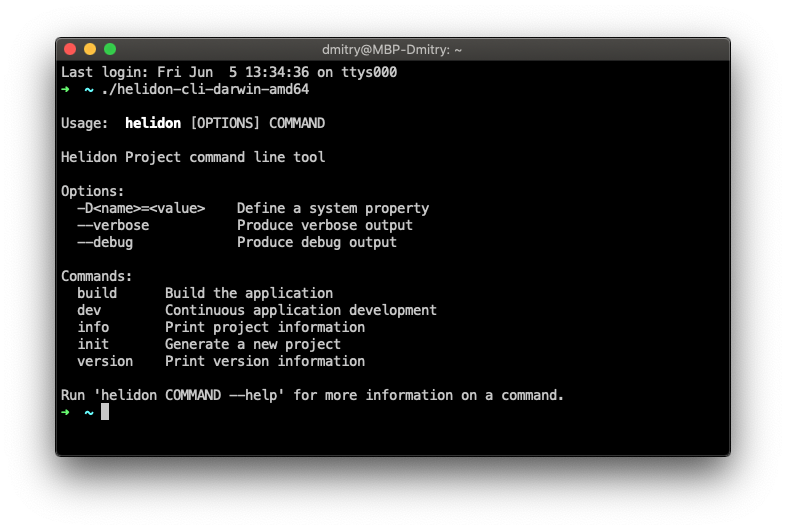 dmitry@MBP-Dmitry: ~
Last login: Fri Jun  5 13:34:36 on ttys000
➜  ~ ./helidon-cli-darwin-amd64
Usage:  helidon [OPTIONS] COMMAND
Helidon Project command line tool
Options:
  -D<name>=<value>    Define a system property
  --verbose           Produce verbose output
  --debug             Produce debug output
Commands:
  build      Build the application
  dev        Continuous application development
  info       Print project information
  init       Generate a new project
  version    Print version information
Run 'helidon COMMAND --help' for more information on a command.
➜  ~